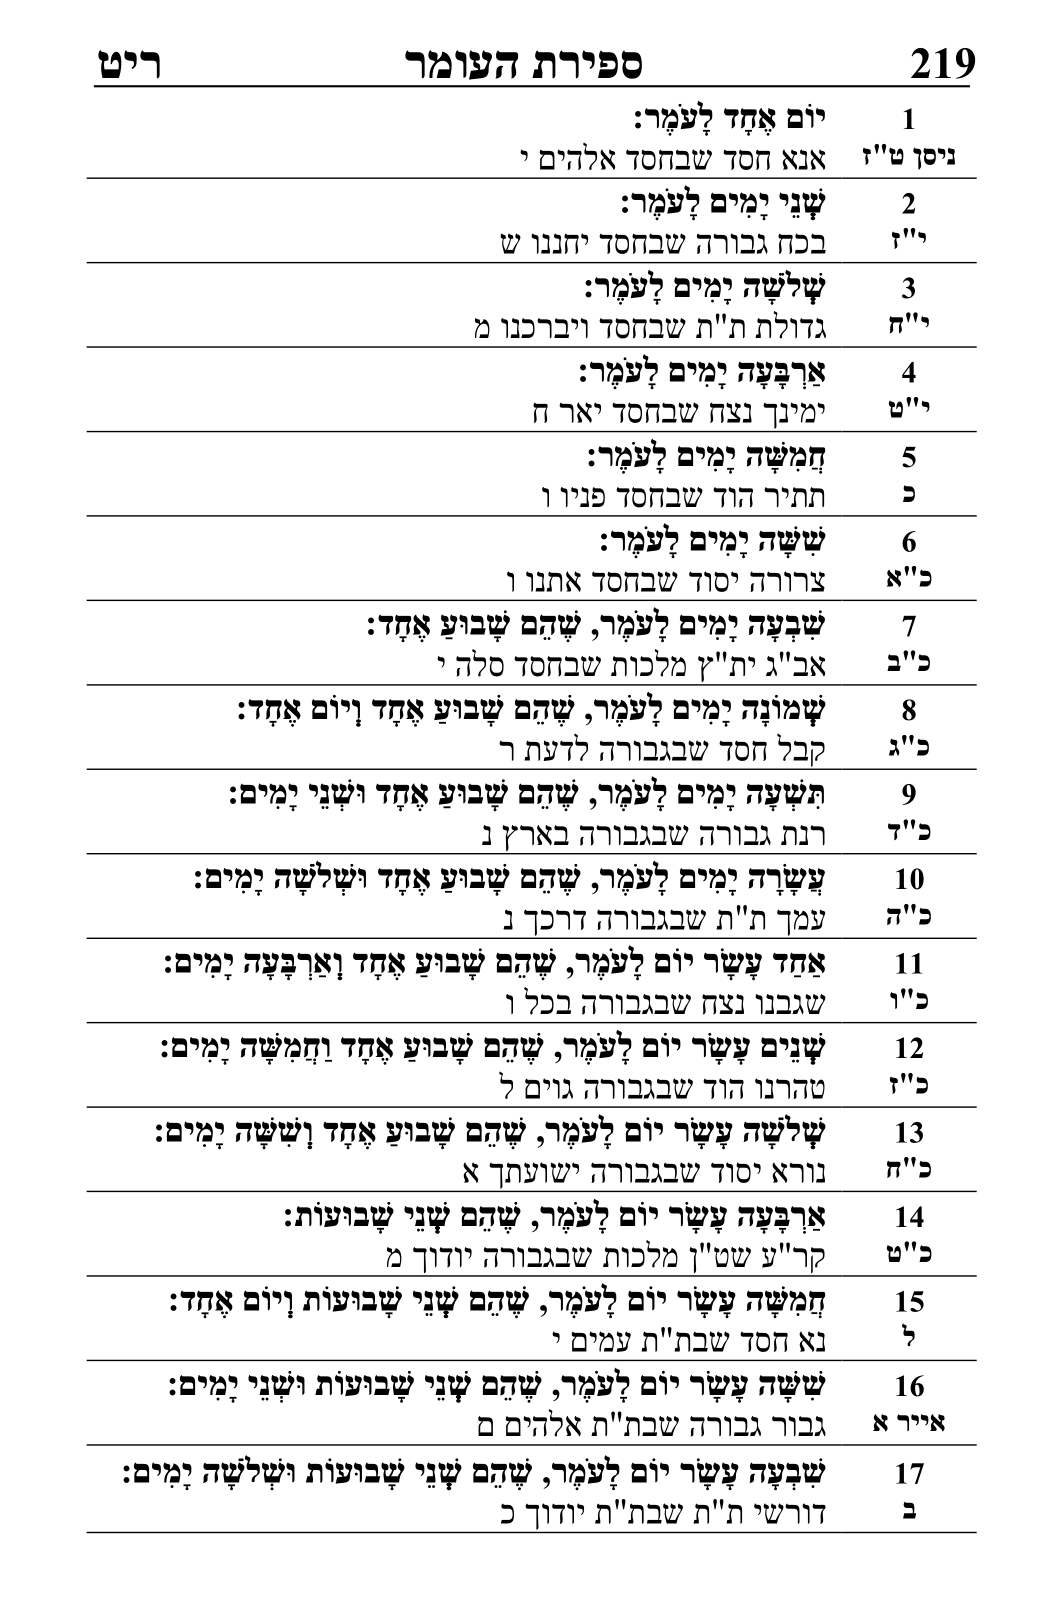 219 ספירת העומר ריט
1 יוֹם אֶחָד לָעֹמֶר:
ניסן ט"ז אנא חסד שבחסד אלהים י
2 שְׁנֵי יָמִים לָעֹמֶר:
י"ז בכח גבורה שבחסד יחננו ש
3 שְׁלֹשָׁה יָמִים לָעֹמֶר:
י"ח גדולת ת"ת שבחסד ויברכנו מ
4 אַרְבָּעָה יָמִים לָעֹמֶר:
י"ט ימינך נצח שבחסד יאר ח
5 חֲמִשָּׁה יָמִים לָעֹמֶר:
כ תתיר הוד שבחסד פניו ו
6 שִׁשָּׁה יָמִים לָעֹמֶר:
כ"א צרורה יסוד שבחסד אתנו ו
7 שִׁבְעָה יָמִים לָעֹמֶר, שֶׁהֵם שָׁבוּעַ אֶחָד:
כ"ב אב"ג ית"ץ מלכות שבחסד סלה י
8 שְׁמוֹנָה יָמִים לָעֹמֶר, שֶׁהֵם שָׁבוּעַ אֶחָד וְיוֹם אֶחָד:
כ"ג קבל חסד שבגבורה לדעת ר
9 תִּשְׁעָה יָמִים לָעֹמֶר, שֶׁהֵם שָׁבוּעַ אֶחָד וּשְׁנֵי יָמִים:
כ"ד רנת גבורה שבגבורה בארץ נ
10 עֲשָׂרָה יָמִים לָעֹמֶר, שֶׁהֵם שָׁבוּעַ אֶחָד וּשְׁלֹשָׁה יָמִים:
כ"ה עמך ת"ת שבגבורה דרכך נ
11 אַחַד עָשָׂר יוֹם לָעֹמֶר, שֶׁהֵם שָׁבוּעַ אֶחָד וְאַרְבָּעָה יָמִים:
כ"ו שגבנו נצח שבגבורה בכל ו
12 שְׁנֵים עָשָׂר יוֹם לָעֹמֶר, שֶׁהֵם שָׁבוּעַ אֶחָד וַחֲמִשָּׁה יָמִים:
כ"ז טהרנו הוד שבגבורה גוים ל
13 שְׁלֹשָׁה עָשָׂר יוֹם לָעֹמֶר, שֶׁהֵם שָׁבוּעַ אֶחָד וְשִׁשָּׁה יָמִים:
כ"ח נורא יסוד שבגבורה ישועתך א
14 אַרְבָּעָה עָשָׂר יוֹם לָעֹמֶר, שֶׁהֵם שְׁנֵי שָׁבוּעוֹת:
כ"ט קר"ע שט"ן מלכות שבגבורה יודוך מ
15 חֲמִשָּׁה עָשָׂר יוֹם לָעֹמֶר, שֶׁהֵם שְׁנֵי שָׁבוּעוֹת וְיוֹם אֶחָד:
ל נא חסד שבת"ת עמים י
16 שִׁשָּׁה עָשָׂר יוֹם לָעֹמֶר, שֶׁהֵם שְׁנֵי שָׁבוּעוֹת וּשְׁנֵי יָמִים:
אייר א גבור גבורה שבת"ת אלהים ם
17 שִׁבְעָה עָשָׂר יוֹם לָעֹמֶר, שֶׁהֵם שְׁנֵי שָׁבוּעוֹת וּשְׁלֹשָׁה יָמִים:
ב דורשי ת"ת שבת"ת יודוך כ